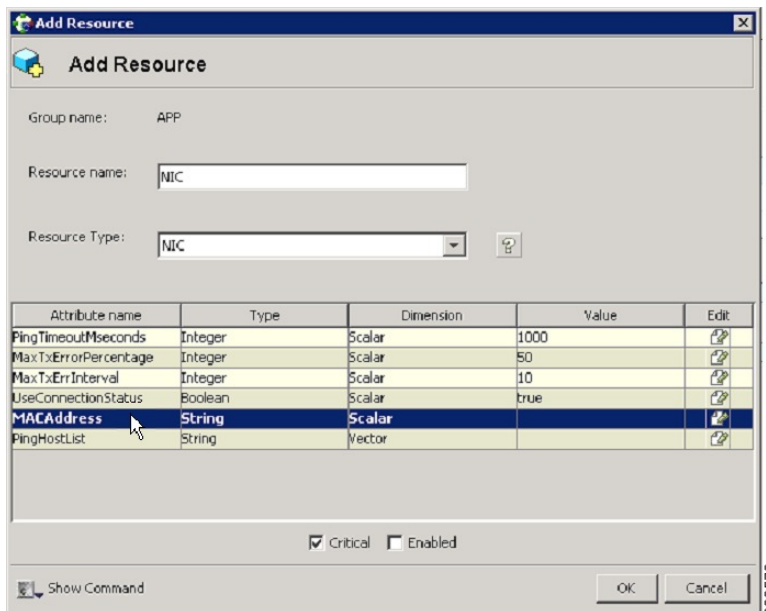 Add Resource
Add Resource
Group name: APP
Resource name: NIC
Resource Type: NIC
Attribute name Type Dimension Value Edit
PingTimeoutMseconds Integer Scalar 1000
MaxTxErrorPercentage Integer Scalar 50
MaxTxErrInterval Integer Scalar 10
UseConnectionStatus Boolean Scalar true
MACAddress String Scalar
PingHostList String Vector
Critical Enabled
Show Command OK Cancel